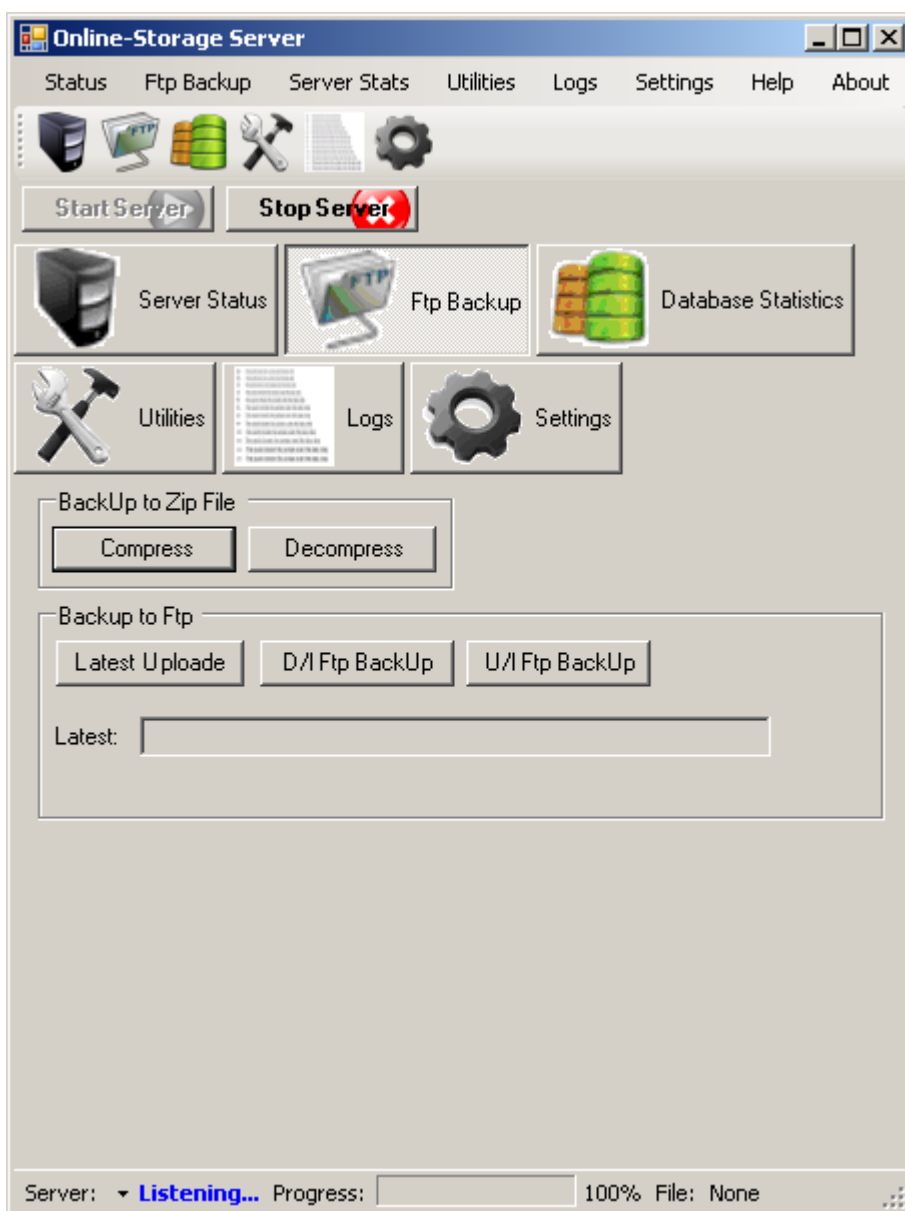 Online-Storage Server
Status Ftp Backup Server Stats Utilities Logs Settings Help About
FTP
Start Server Stop Server
Server Status FTP Ftp Backup Database Statistics
Utilities Logs Settings
BackUp to Zip File
Compress Decompress
Backup to Ftp
Latest Uploade D/l Ftp BackUp U/l Ftp BackUp
Latest:
Server: Listening... Progress: 100% File: None